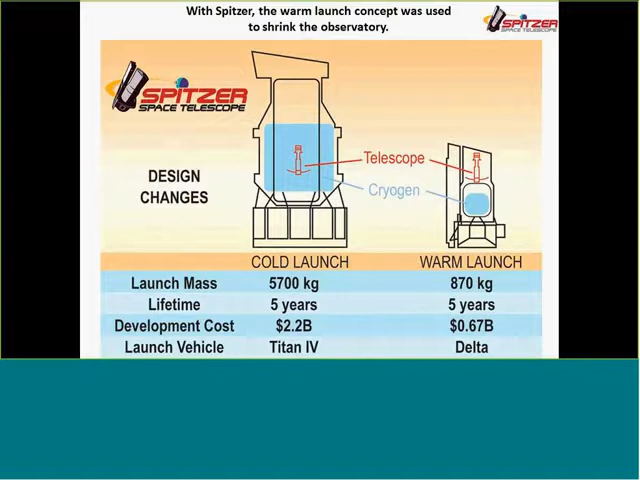 With Spitzer, the warm launch concept was used
to shrink the observatory.
SPITZER
SPACE TELESCOPE
SPITZER
SPACE TELESCOPE
DESIGN
CHANGES
Telescope
Cryogen
COLD LAUNCH WARM LAUNCH
Launch Mass 5700 kg 870 kg
Lifetime 5 years 5 years
Development Cost $2.2B $0.67B
Launch Vehicle Titan IV Delta